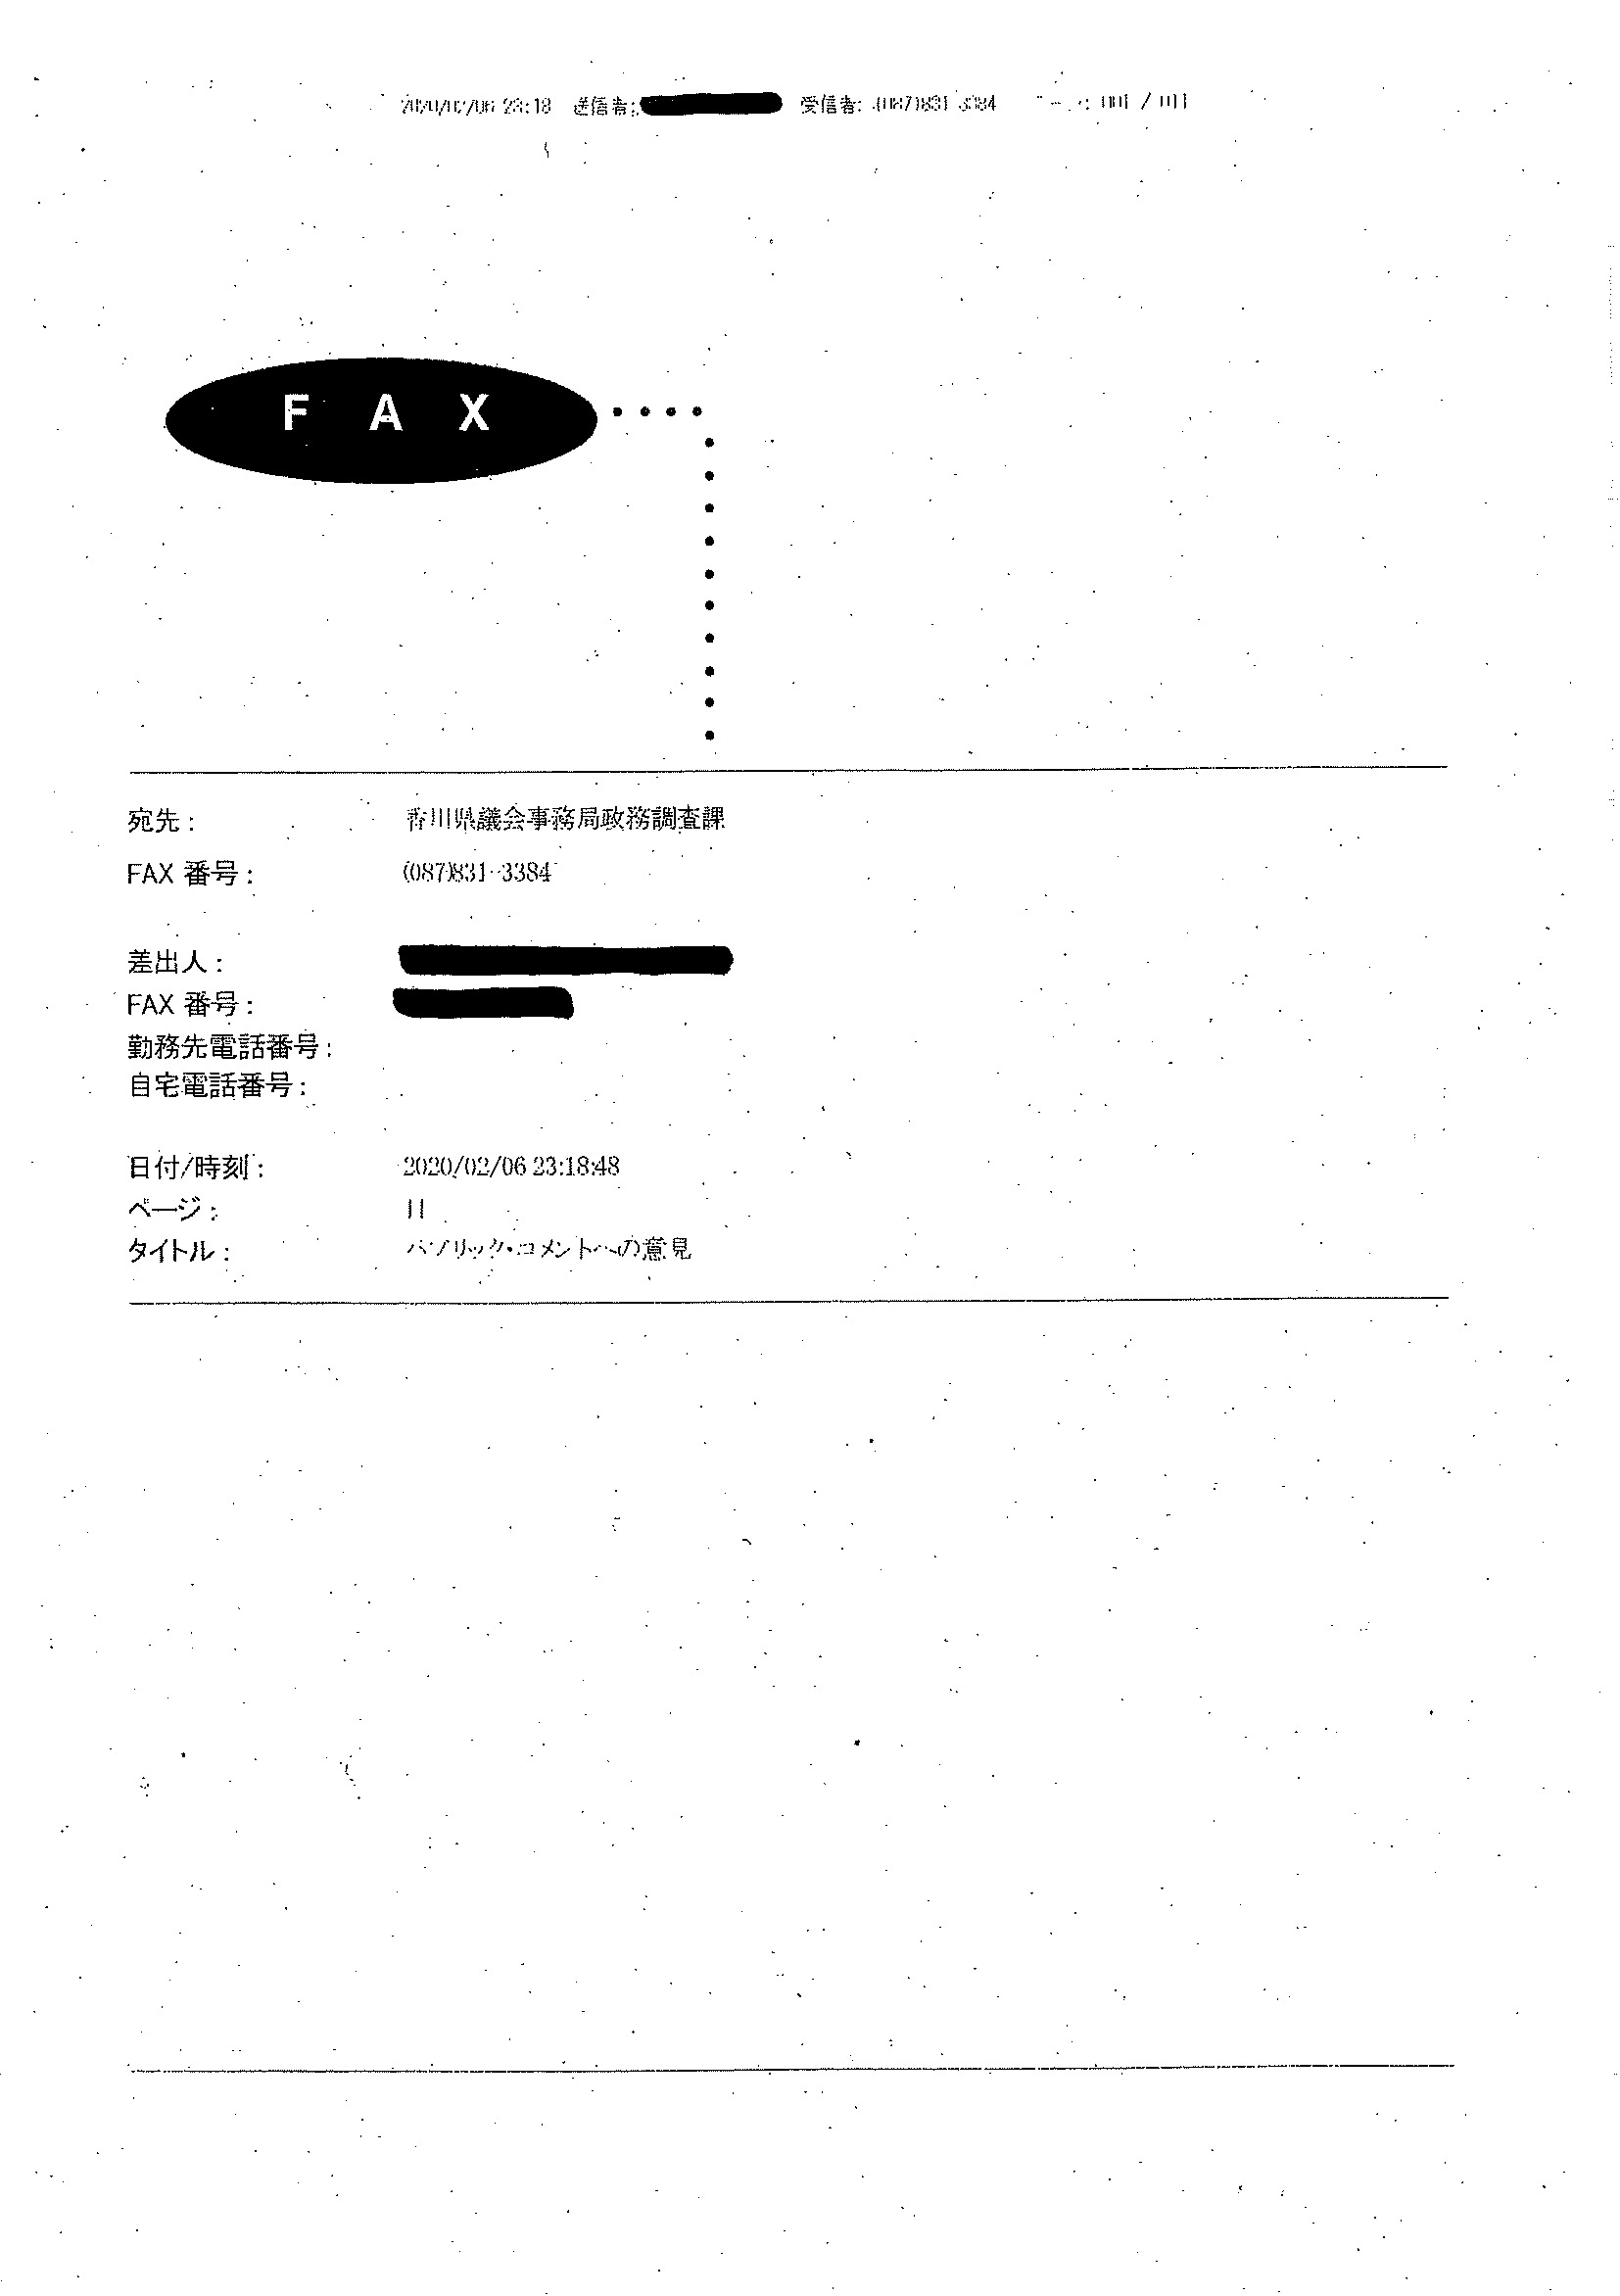 2020/02/06 23:18 送信者: 受信者: (087)831-3384 001 / 011
FAX
宛先: 香川県議会事務局政務調査課
FAX 番号: (087)831-3384
差出人:
FAX 番号:
勤務先電話番号:
自宅電話番号:
日付/時刻: 2020/02/06 23:18:48
ページ: 11
タイトル: パブリック・コメントへの意見